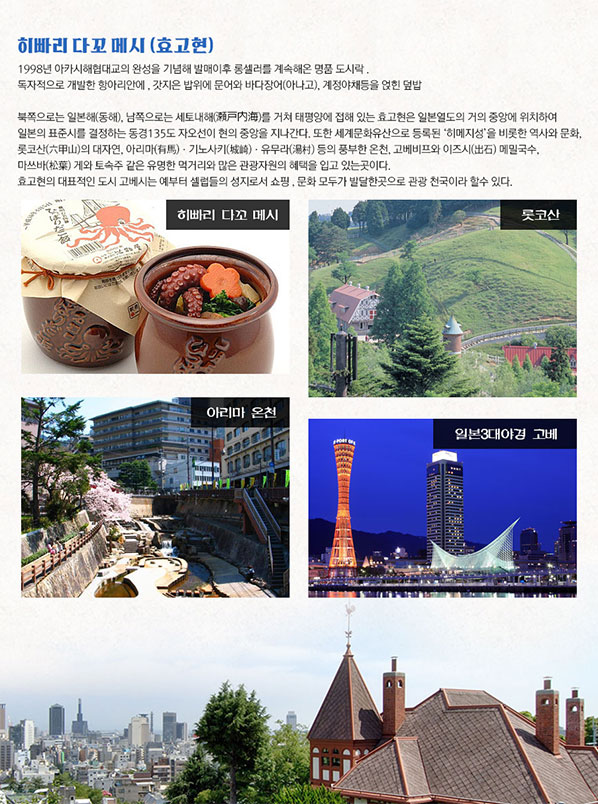 히빠리 다꼬 메시 (효고현)
1998년 아카시해협대교의 완성을 기념해 발매이후 롱셀러를 계속해온 명품 도시락 .
독자적으로 개발한 항아리안에 , 갓지은 밥위에 문어와 바다장어(아나고), 계정야채등을 얹힌 덮밥
북쪽으로는 일본해(동해), 남쪽으로는 세토내해(瀬戸内海)를 거쳐 태평양에 접해 있는 효고현은 일본열도의 거의 중앙에 위치하여
일본의 표준시를 결정하는 동경135도 자오선이 현의 중앙을 지나간다. 또한 세계문화유산으로 등록된 '히메지성'을 비롯한 역사와 문화,
롯코산(六甲山)의 대자연, 아리마(有馬) · 기노사키(城崎) · 유무라(湯村) 등의 풍부한 온천, 고베비프와 이즈시(出石) 메밀국수,
마쓰바(松葉) 게와 토속주 같은 유명한 먹거리와 많은 관광자원의 혜택을 입고 있는곳이다.
효고현의 대표적인 도시 고베시는 예부터 셀럽들의 성지로서 쇼핑 , 문화 모두가 발달한곳으로 관광 천국이라 할수 있다.
히빠리 다꼬 메시
롯코산
아리마 온천
일본3대야경 고베